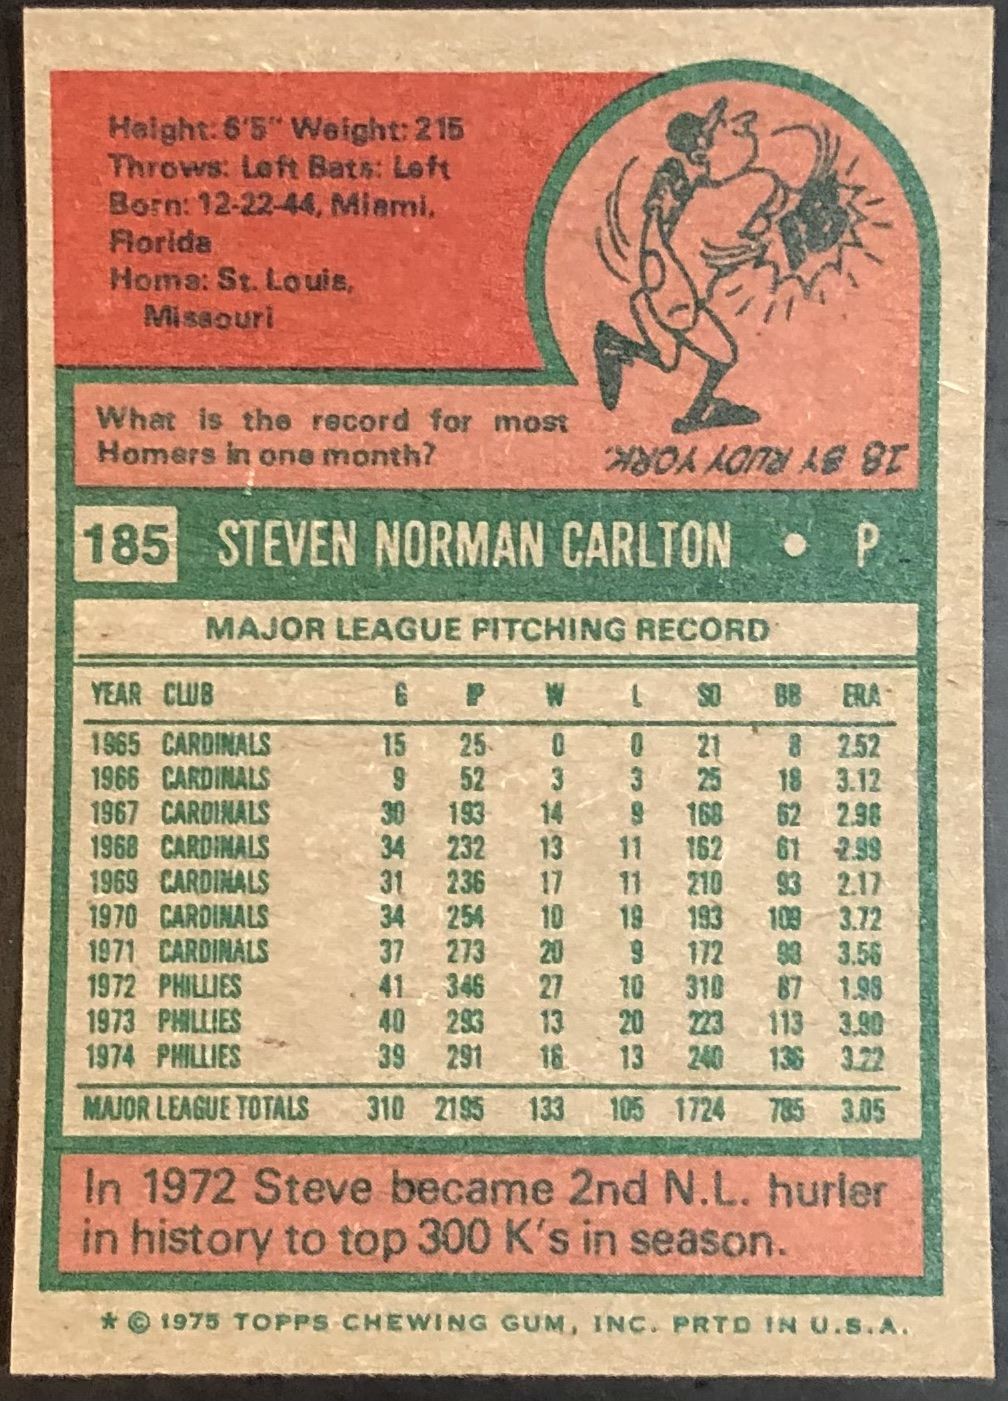 Height: 6'5" Weight: 215
Throws: Left Bats: Left
Born: 12-22-44, Miami,
Florida
Home: St. Louis,
Missouri
What is the record for most
Homers in one month?
18 BY RUDY YORK.
185 STEVEN NORMAN CARLTON • P
MAJOR LEAGUE PITCHING RECORD
YEAR CLUB G IP W L SO BB ERA
1965 CARDINALS 15 25 0 0 21 8 2.52
1966 CARDINALS 9 52 3 3 25 18 3.12
1967 CARDINALS 30 193 14 9 168 62 2.98
1968 CARDINALS 34 232 13 11 162 61 2.99
1969 CARDINALS 31 236 17 11 210 93 2.17
1970 CARDINALS 34 254 10 19 193 109 3.72
1971 CARDINALS 37 273 20 9 172 98 3.56
1972 PHILLIES 41 346 27 10 310 87 1.98
1973 PHILLIES 40 293 13 20 223 113 3.90
1974 PHILLIES 39 291 16 13 240 136 3.22
MAJOR LEAGUE TOTALS 310 2195 133 105 1724 785 3.05
In 1972 Steve became 2nd N.L. hurler
in history to top 300 K's in season.
* © 1975 TOPPS CHEWING GUM, INC. PRTD IN U.S.A.